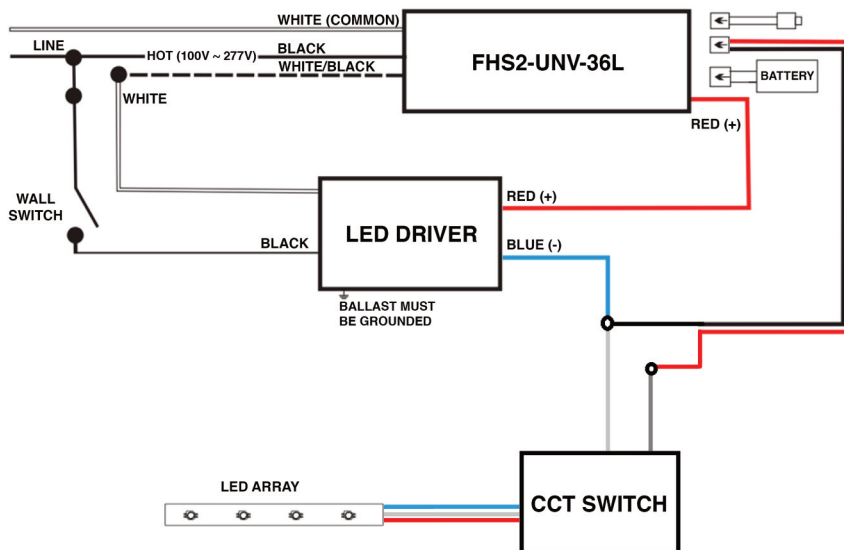 WHITE (COMMON)
LINE
HOT (100V ~ 277V)
BLACK
WHITE/BLACK
WHITE
FHS2-UNV-36L
BATTERY
RED (+)
WALL
SWITCH
BLACK
LED DRIVER
RED (+)
BLUE (-)
BALLAST MUST
BE GROUNDED
LED ARRAY
CCT SWITCH